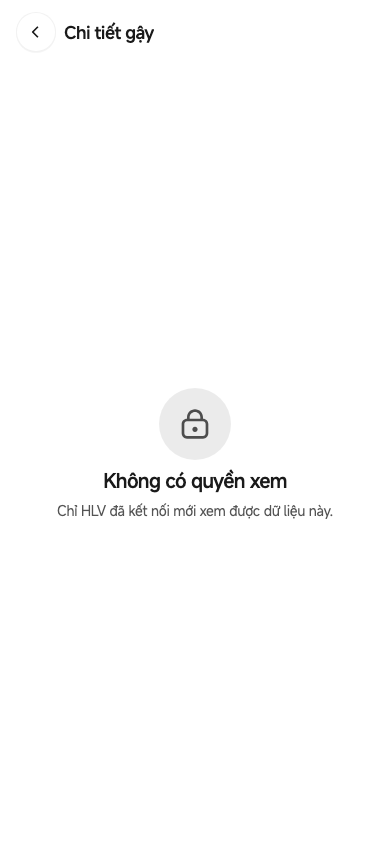 Chi tiết gậy
Không có quyền xem
Chỉ HLV đã kết nối mới xem được dữ liệu này.